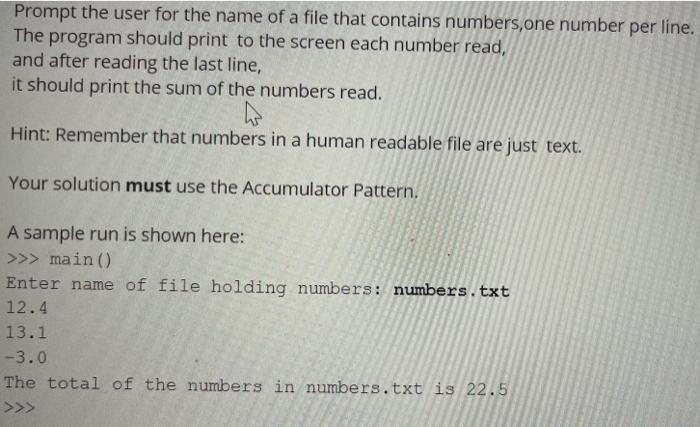 Prompt the user for the name of a file that contains numbers,one number per line.
The program should print to the screen each number read,
and after reading the last line,
it should print the sum of the numbers read.
Hint: Remember that numbers in a human readable file are just text.
Your solution must use the Accumulator Pattern.
A sample run is shown here:
>>> main()
Enter name of file holding numbers: numbers.txt
12.4
13.1
-3.0
The total of the numbers in numbers.txt is 22.5
>>>